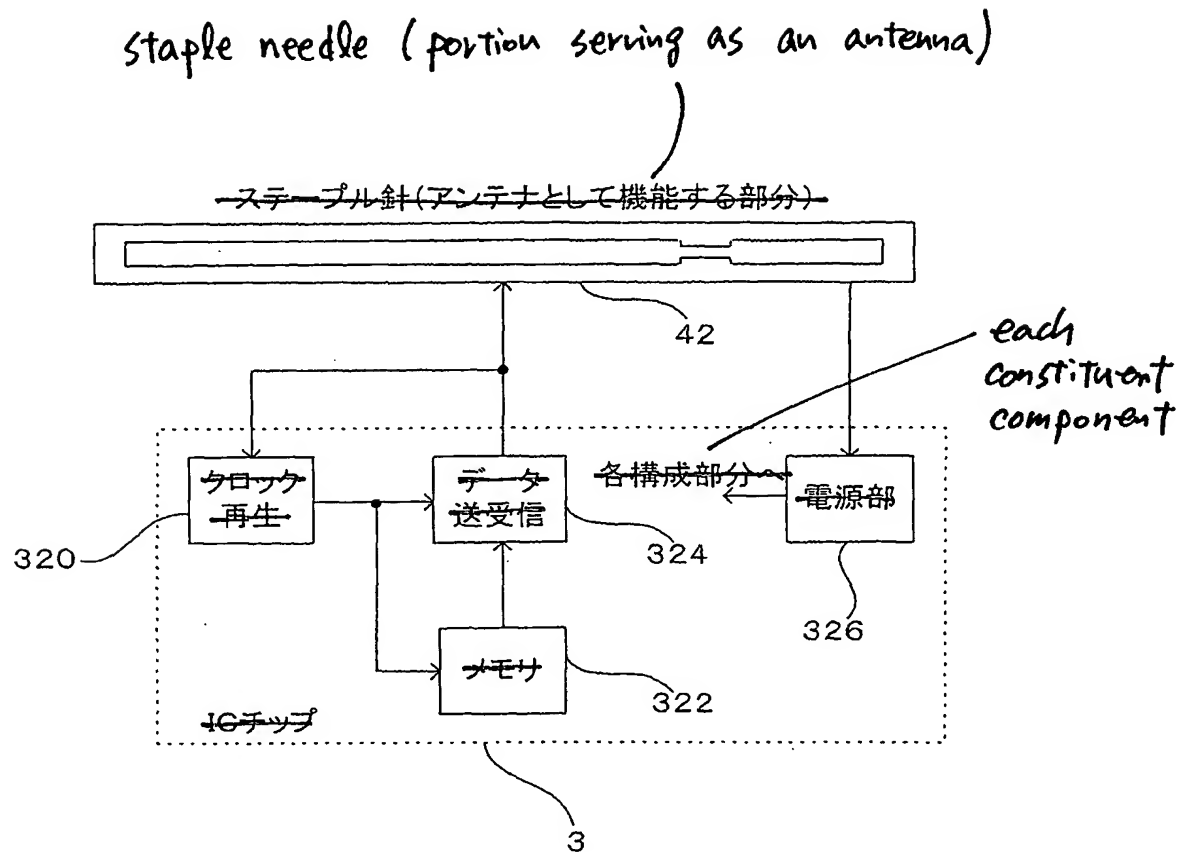 staple needle (portion serving as an antenna)
ステープル針(アンテナとして機能する部分)
42
each
constituent
component
クロック
再生
データ
送受信
各構成部分へ
電源部
320
324
326
メモリ
322
ICチップ
3